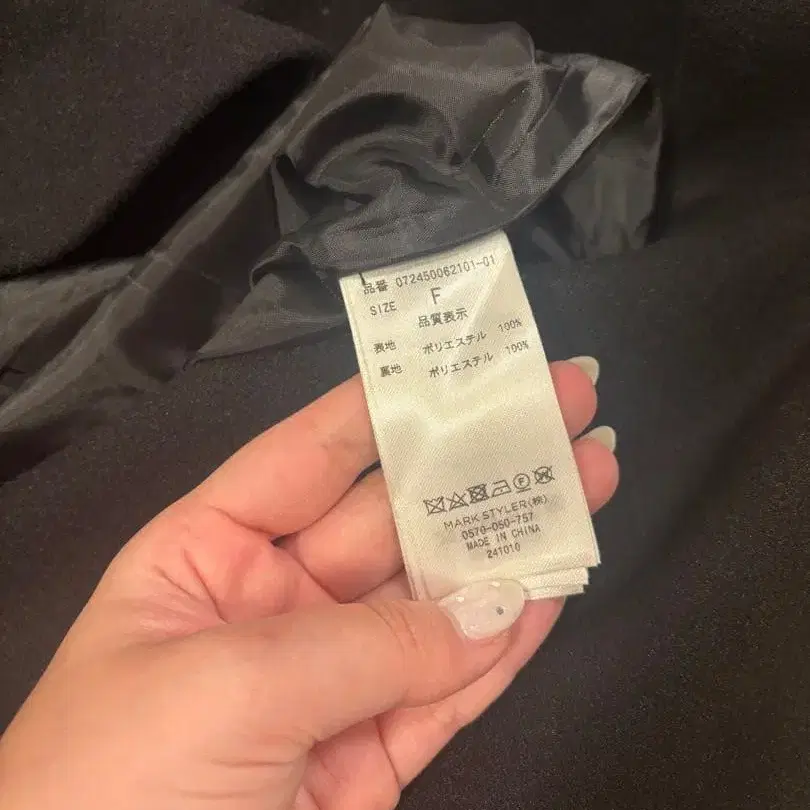 品番 072450062101-01
SIZE F
品質表示
表地 ポリエステル 100%
裏地 ポリエステル 100%
MARK STYLER(株)
0570-050-757
MADE IN CHINA
241010